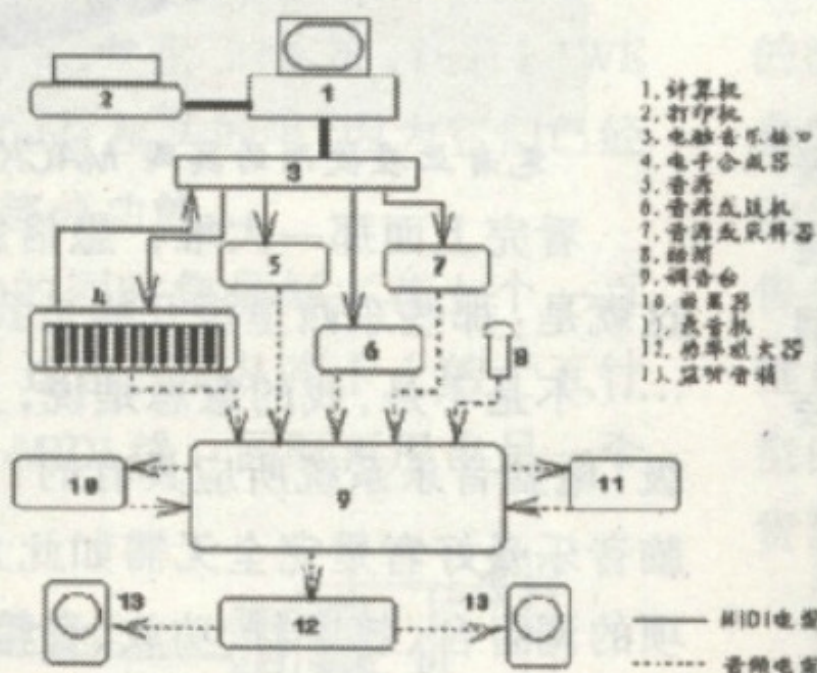 1
2
3
4
5
6
7
8
9
10
11
12
13
13
1. 计算机
2. 打印机
3. 电脑音乐接口
4. 电子合成器
5. 音源
6. 音源或鼓机
7. 音源或采样器
8. 话筒
9. 调音台
10. 效果器
11. 录音机
12. 功率放大器
13. 监听音箱
MIDI电缆
音频电缆